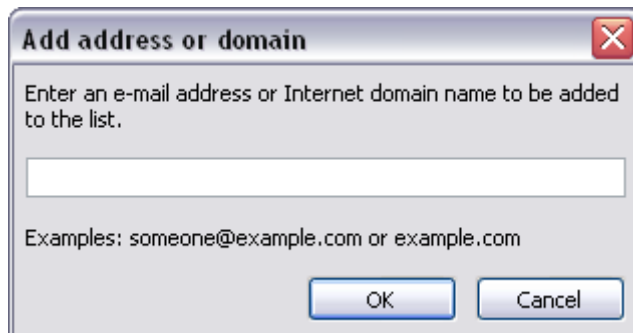 Add address or domain
Enter an e-mail address or Internet domain name to be added
to the list.
Examples: someone@example.com or example.com
OK
Cancel